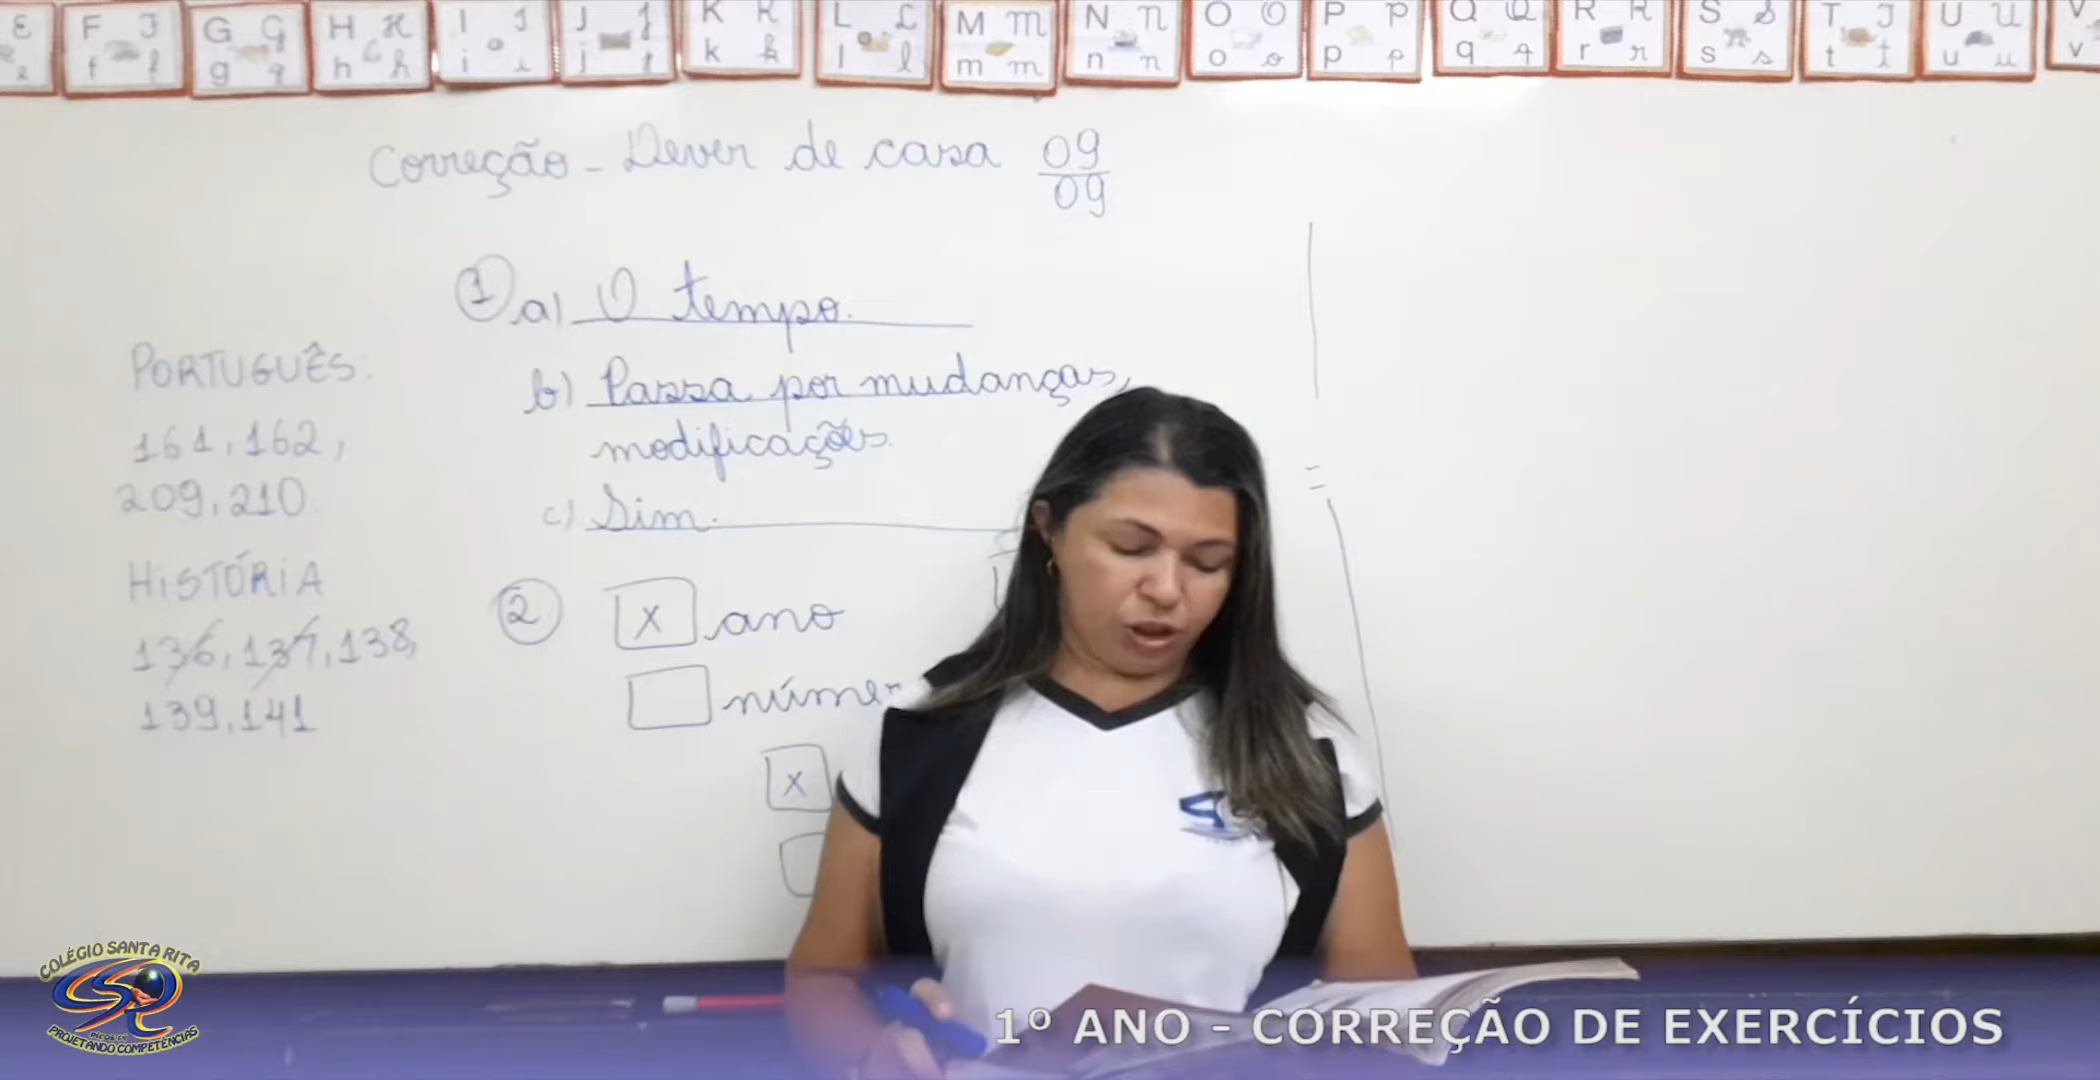 F F f f
G G g g
H H h h
I I i i
J J j j
K K k k
L L l l
M M m m
N N n n
O O o o
P P p p
Q Q q q
R R r r
S S s s
T T t t
U U u u
V v
Correção - Dever de casa 09/09
1 a) O tempo.
b) Passa por mudanças,
modificações.
c) Sim.
2 x ano
x
PORTUGUÊS.
161, 162,
209, 210
HISTÓRIA
136, 137, 138,
139, 141
COLÉGIO SANTA RITA
PROJETANDO COMPETÊNCIAS
1º ANO - CORREÇÃO DE EXERCÍCIOS